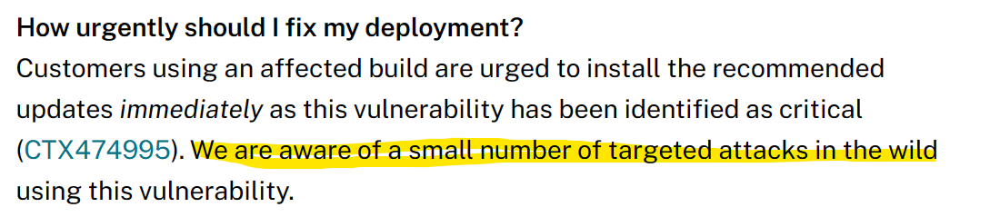 How urgently should I fix my deployment?
Customers using an affected build are urged to install the recommended
updates immediately as this vulnerability has been identified as critical
(CTX474995). We are aware of a small number of targeted attacks in the wild
using this vulnerability.